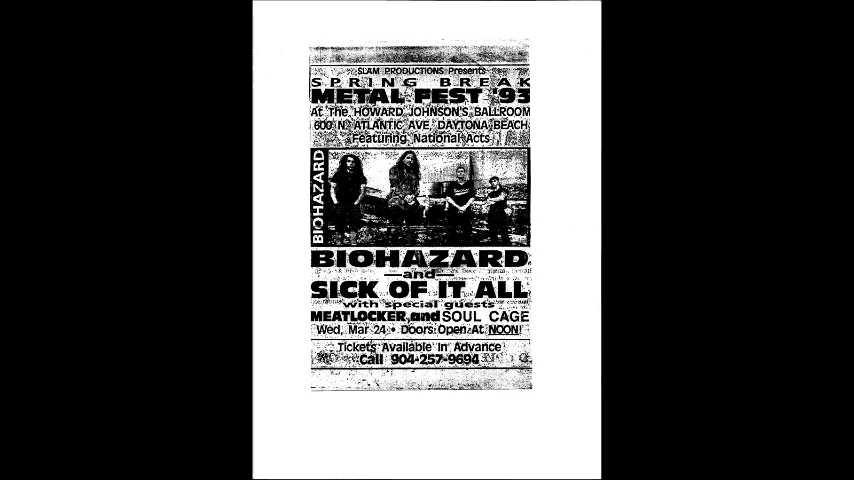 SLAM PRODUCTIONS Presents
SPRING BREAK
METAL FEST '93
At The HOWARD JOHNSON'S BALLROOM
600 N. ATLANTIC AVE, DAYTONA BEACH
Featuring National Acts
BIOHAZARD
BIOHAZARD
—and—
SICK OF IT ALL
with special guests
MEATLOCKER and SOUL CAGE
Wed, Mar 24 • Doors Open At NOON!
Tickets Available In Advance
Call 904-257-9694